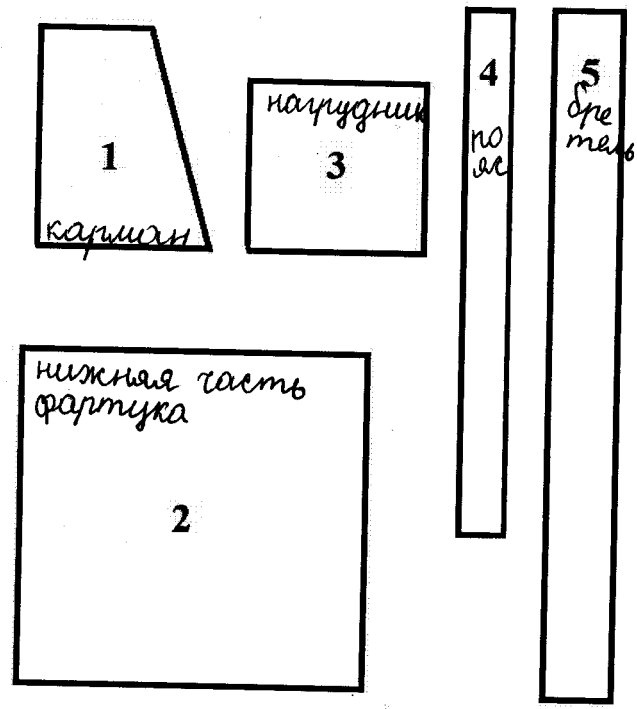 1
карман
нагрудник
3
4
по
яс
5
бре
тель
нижняя часть
фартука
2